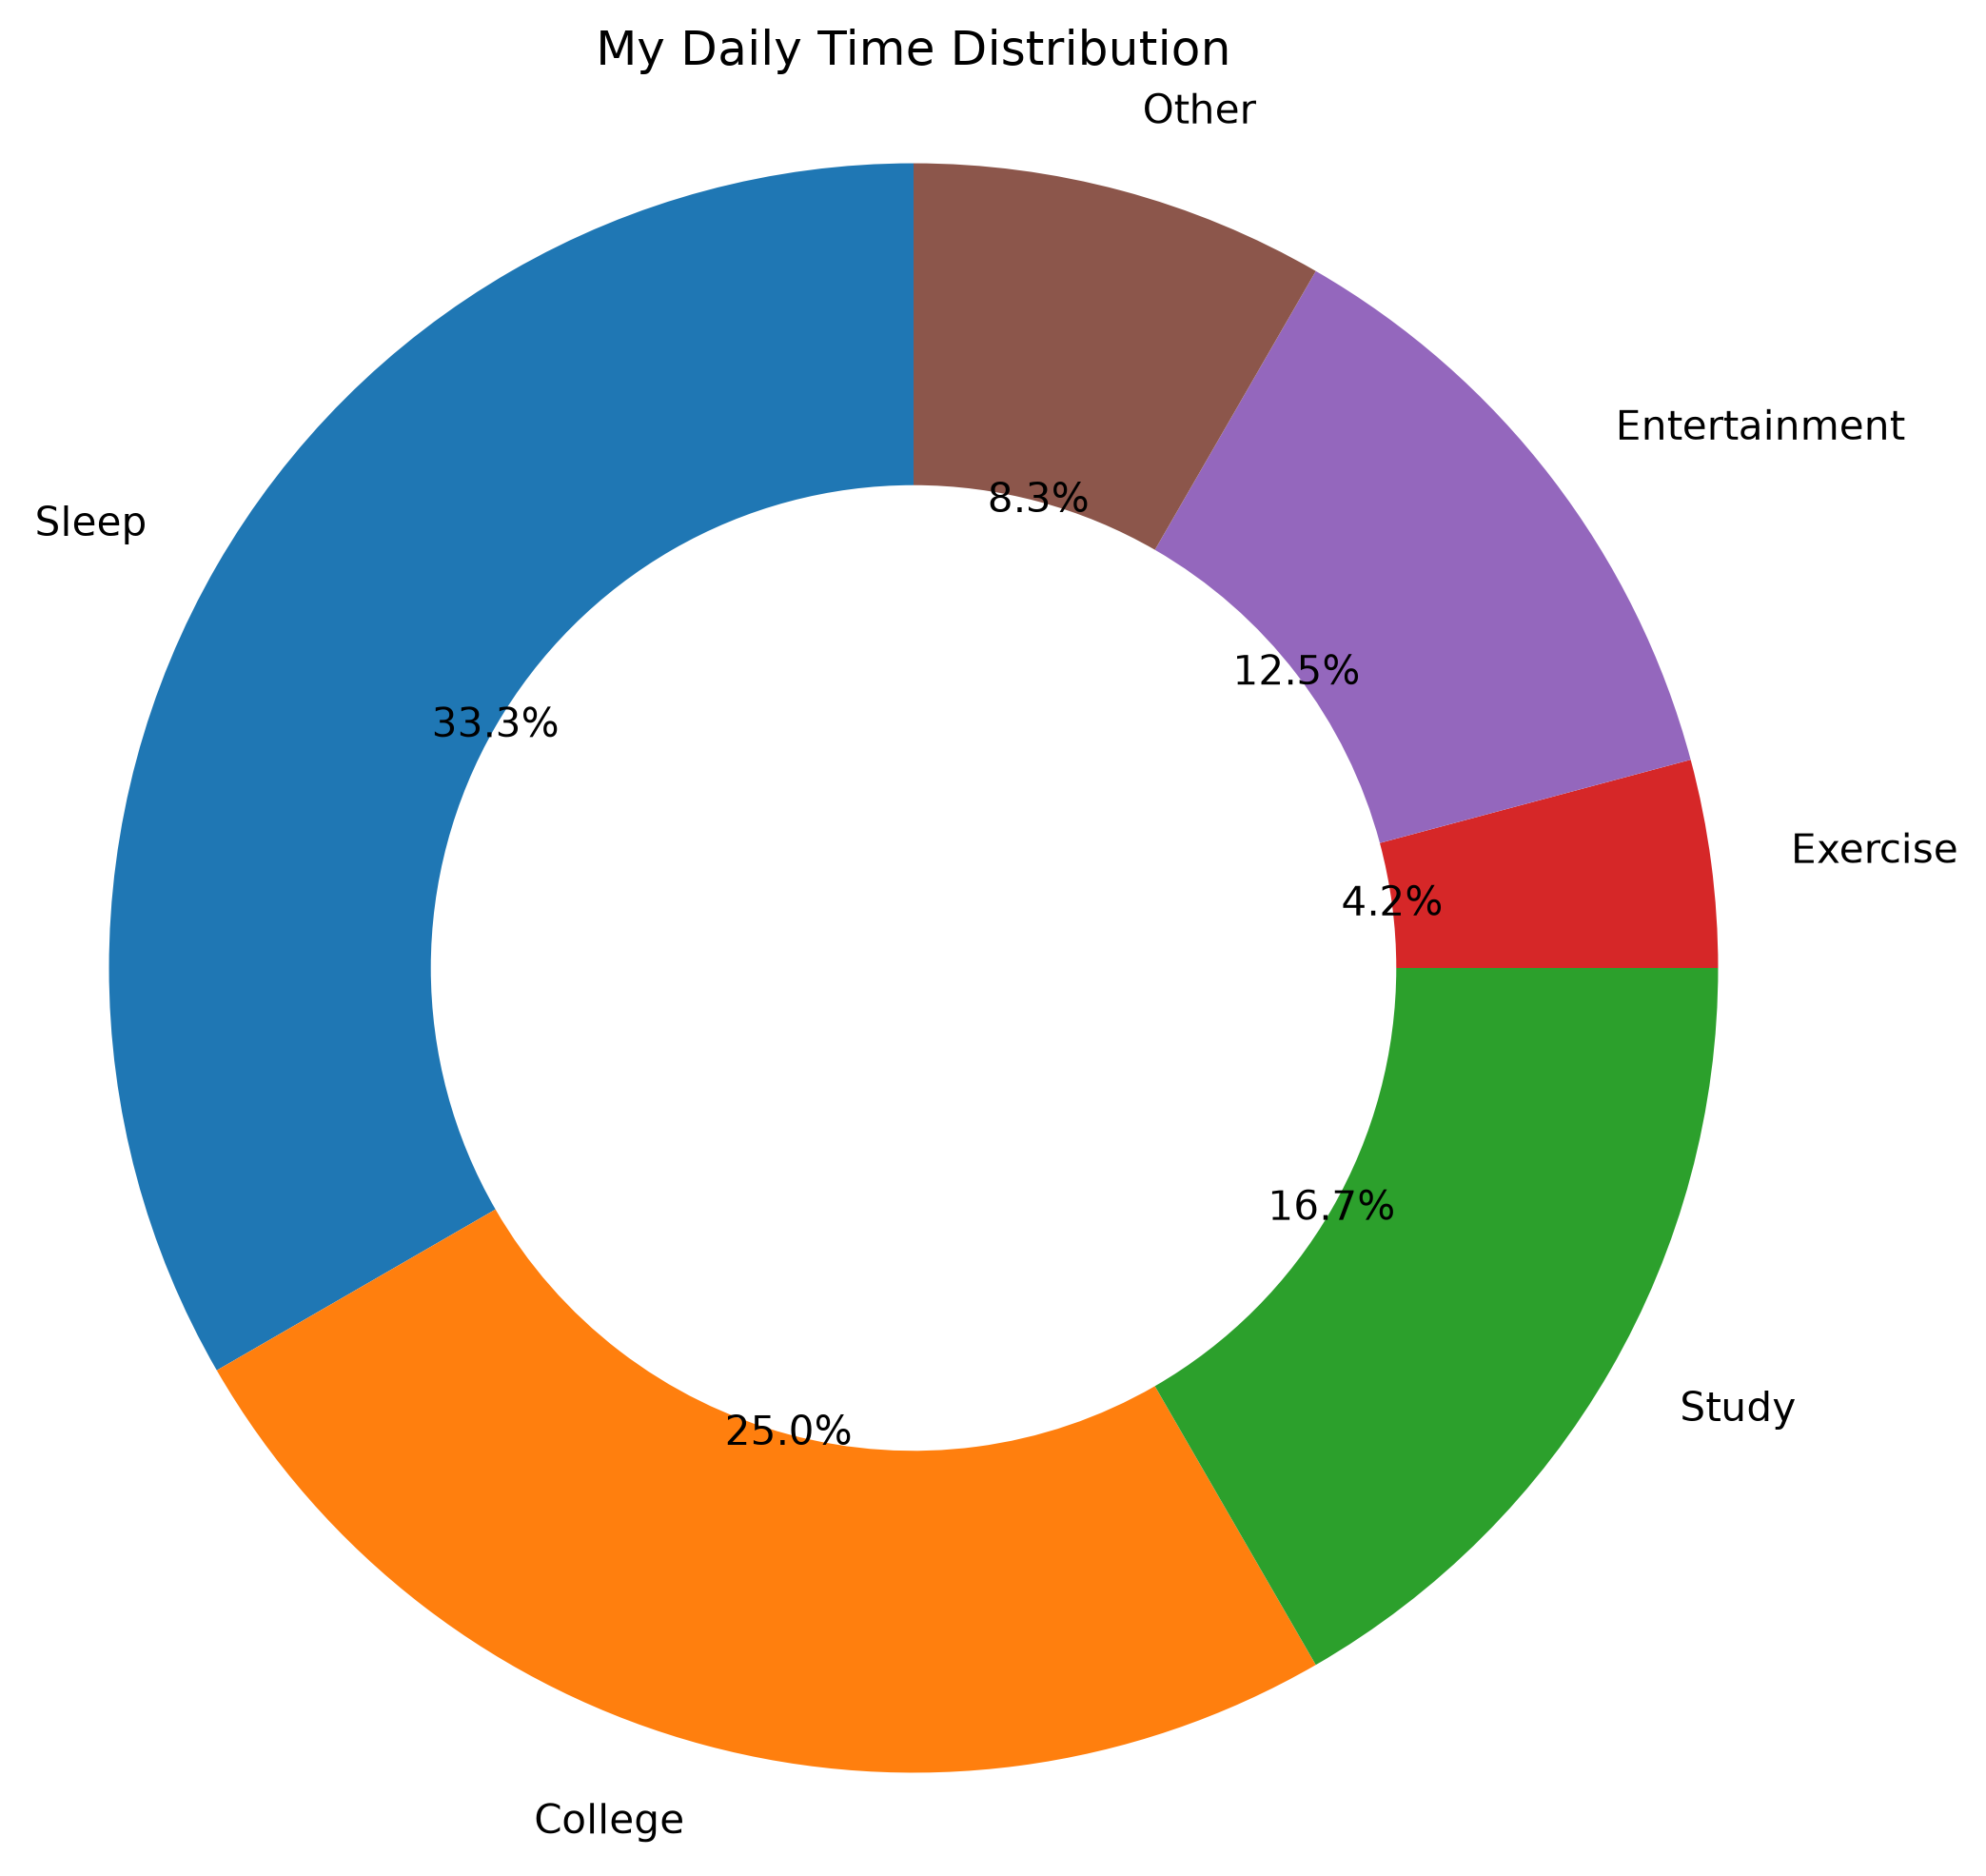 My Daily Time Distribution
Other
Entertainment
Sleep
8.3%
12.5%
33.3%
Exercise
4.2%
16.7%
Study
25.0%
College